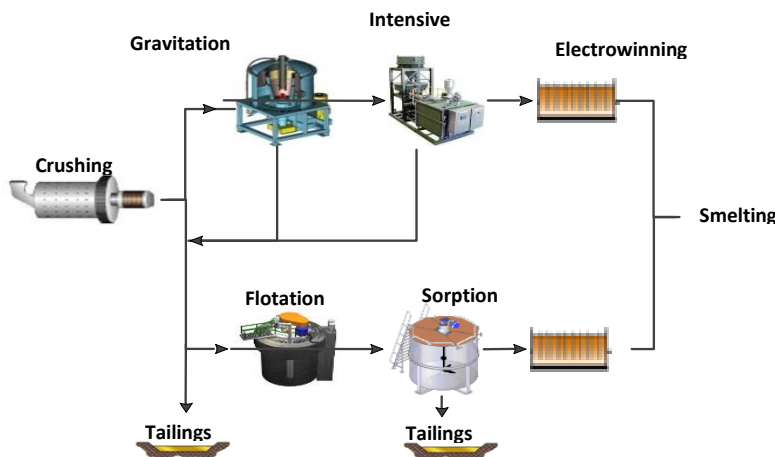 Intensive
Gravitation
Electrowinning
Crushing
Smelting
Flotation
Sorption
Tailings
Tailings